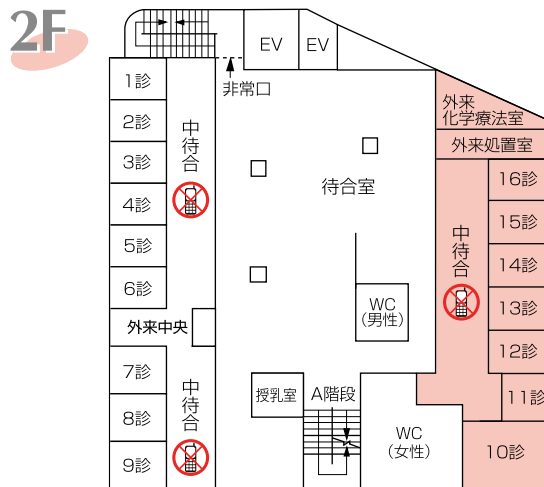 2F
EV
EV
非常口
1診
2診
3診
4診
5診
6診
中待合
外来中央
7診
8診
9診
中待合
待合室
WC
(男性)
授乳室
A階段
WC
(女性)
外来
化学療法室
外来処置室
中待合
16診
15診
14診
13診
12診
11診
10診